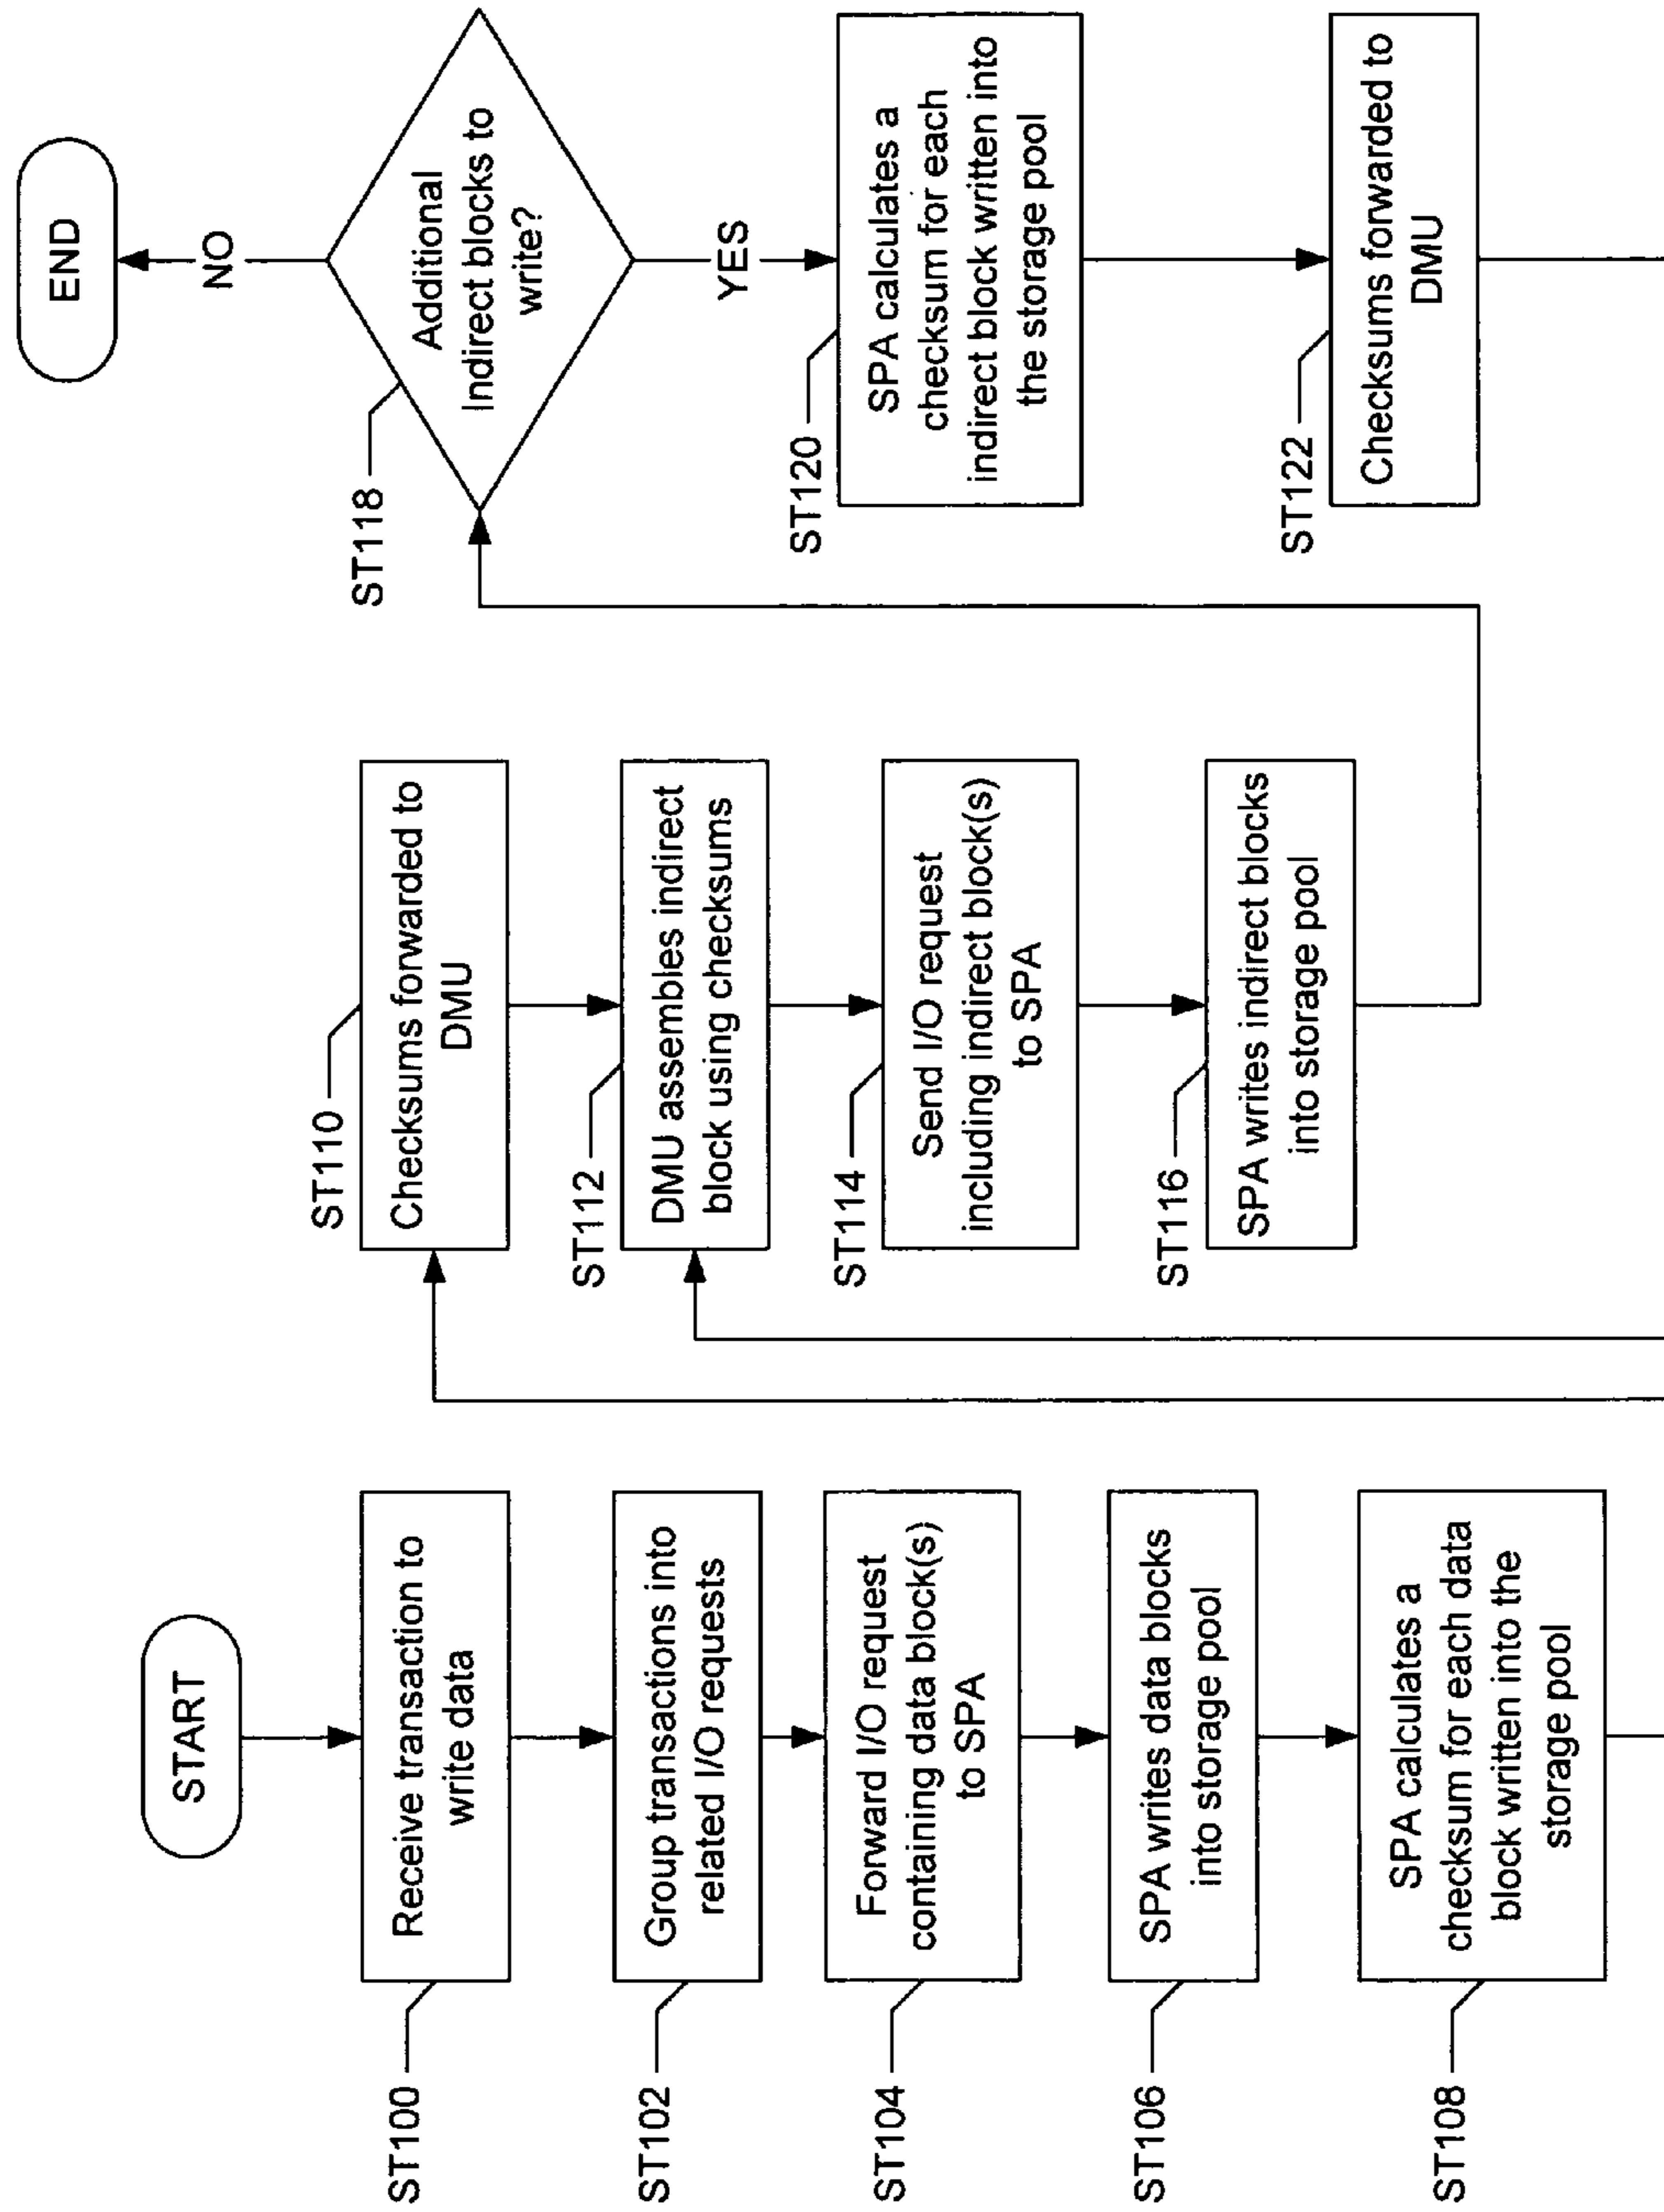 START
ST100
Receive transaction to
write data
ST102
Group transactions into
related I/O requests
ST104
Forward I/O request
containing data block(s)
to SPA
ST106
SPA writes data blocks
into storage pool
ST108
SPA calculates a
checksum for each data
block written into the
storage pool
ST110
Checksums forwarded to
DMU
ST112
DMU assembles indirect
block using checksums
ST114
Send I/O request
including indirect block(s)
to SPA
ST116
SPA writes indirect blocks
into storage pool
END
NO
ST118
Additional
Indirect blocks to
write?
YES
ST120
SPA calculates a
checksum for each
indirect block written into
the storage pool
ST122
Checksums forwarded to
DMU